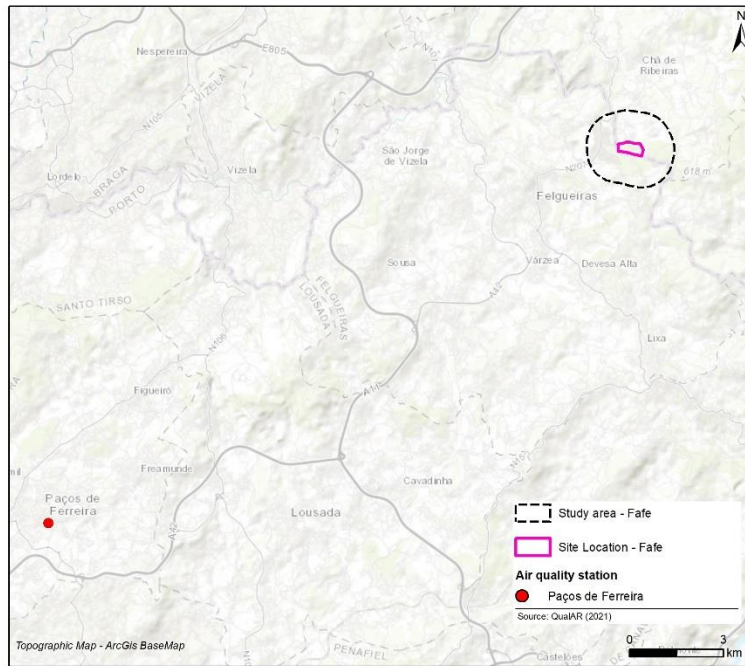 N
Nespereira
E805
N101
Chã de
Ribeiras
N105
VIZELA
São Jorge
de Vizela
Lordelo
BRAGA
PORTO
Vizela
618 m
Felgueiras
Sousa
Várzea
Devesa Alta
SANTO TIRSO
FELGUEIRAS
LOUSADA
A42
N106
Lixa
Figueiró
A11
Freamunde
N15
Cavadinha
Paços de
Ferreira
Lousada
A42
Study area - Fafe
Site Location - Fafe
Air quality station
Paços de Ferreira
Source: QualAR (2021)
0 3
km
Topographic Map - ArcGis BaseMap
PENAFIEL
Castelões